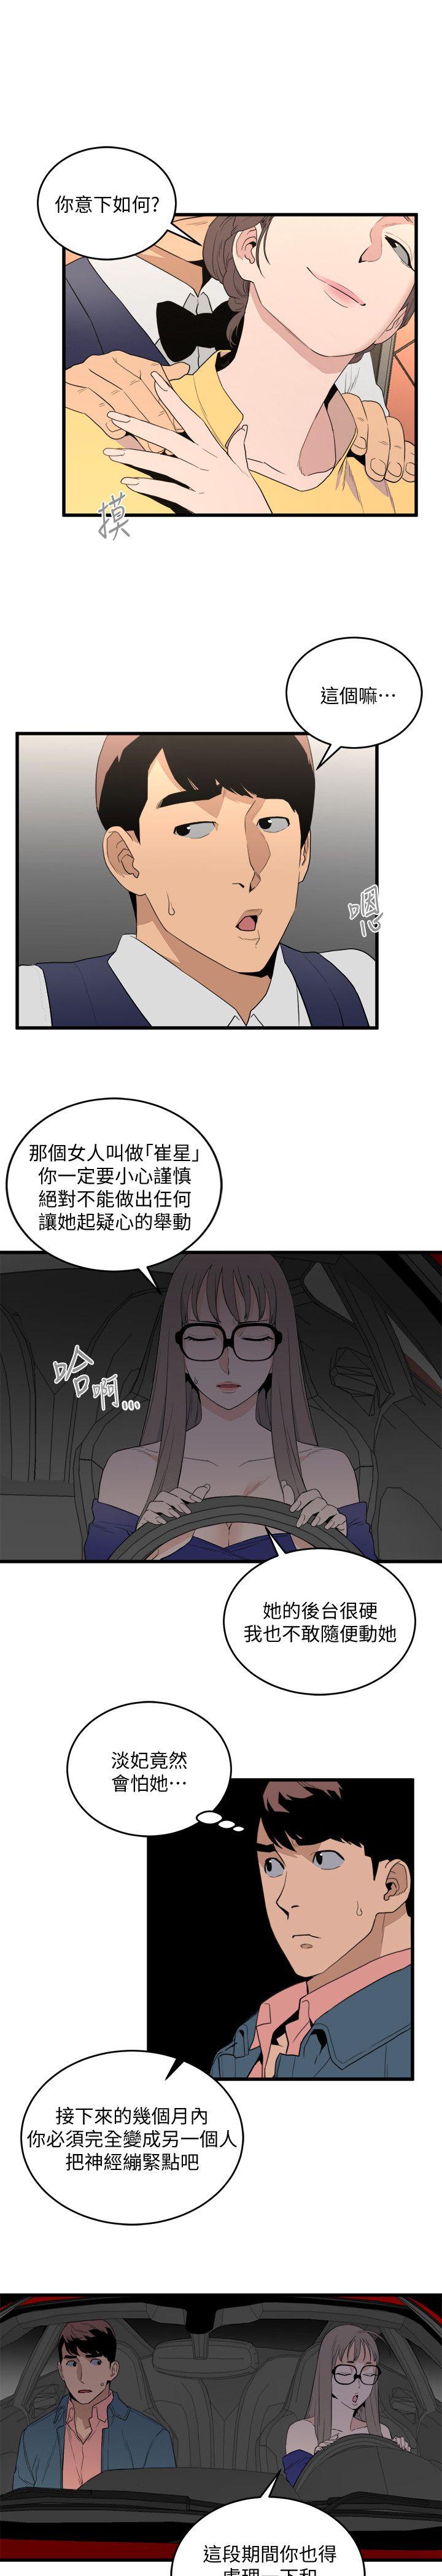 你意下如何?
摸
這個嘛…
嗯
那個女人叫做「崔星」
你一定要小心謹慎
絕對不能做出任何
讓她起疑心的舉動
哈啊...
她的後台很硬
我也不敢隨便動她
淡妃竟然
會怕她…
接下來的幾個月內
你必須完全變成另一個人
把神經繃緊點吧
這段期間你也得
處理一下和